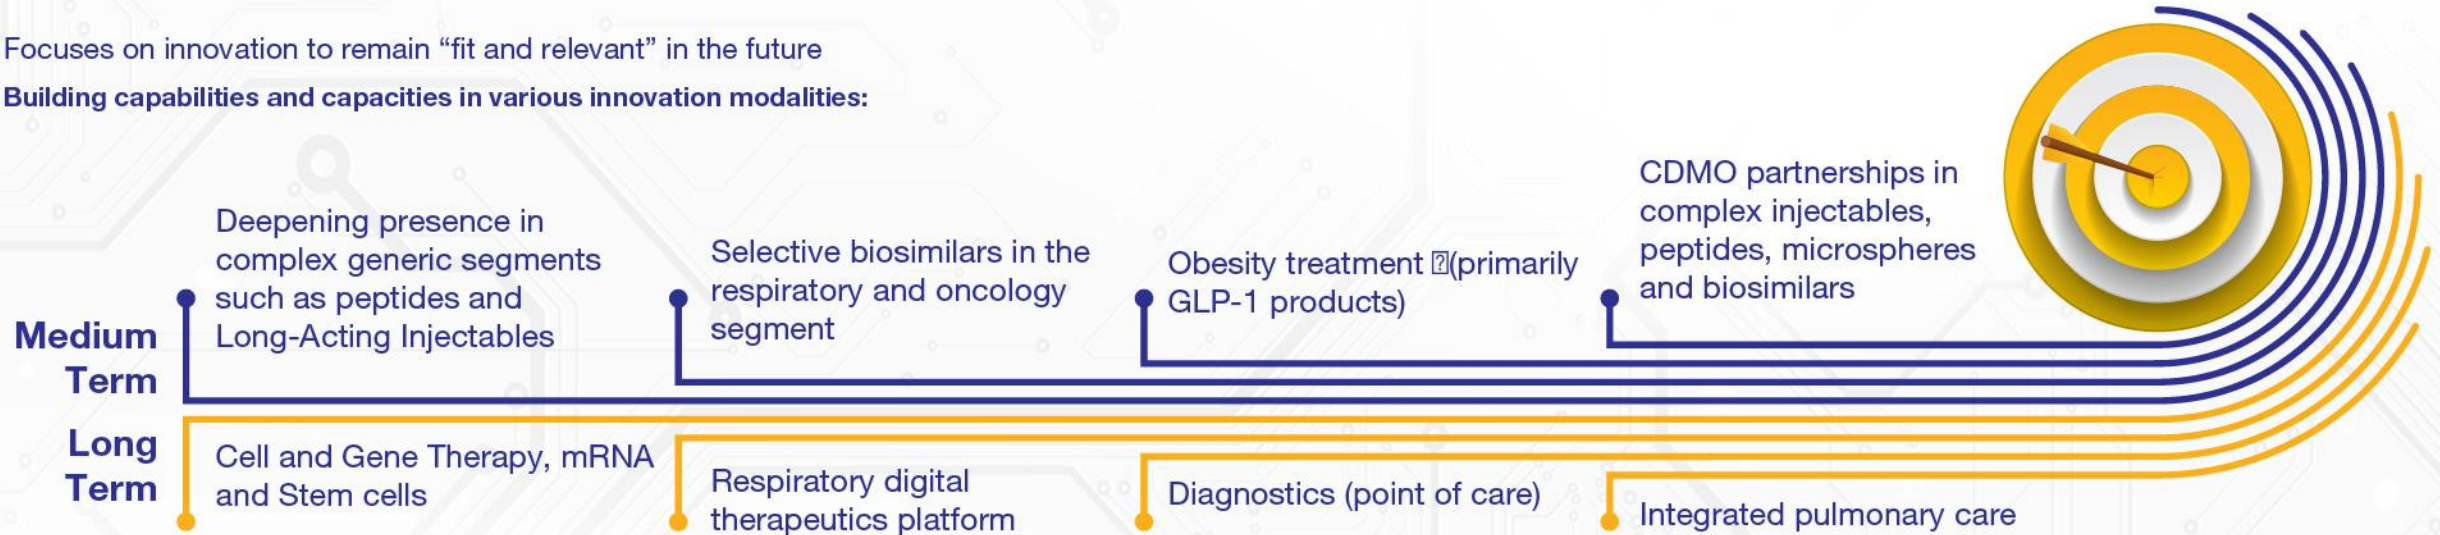 Focuses on innovation to remain “fit and relevant” in the future
Building capabilities and capacities in various innovation modalities:
Medium
Term
Deepening presence in
complex generic segments
such as peptides and
Long-Acting Injectables
Selective biosimilars in the
respiratory and oncology
segment
Obesity treatment �(primarily
GLP-1 products)
CDMO partnerships in
complex injectables,
peptides, microspheres
and biosimilars
Long
Term
Cell and Gene Therapy, mRNA
and Stem cells
Respiratory digital
therapeutics platform
Diagnostics (point of care)
Integrated pulmonary care